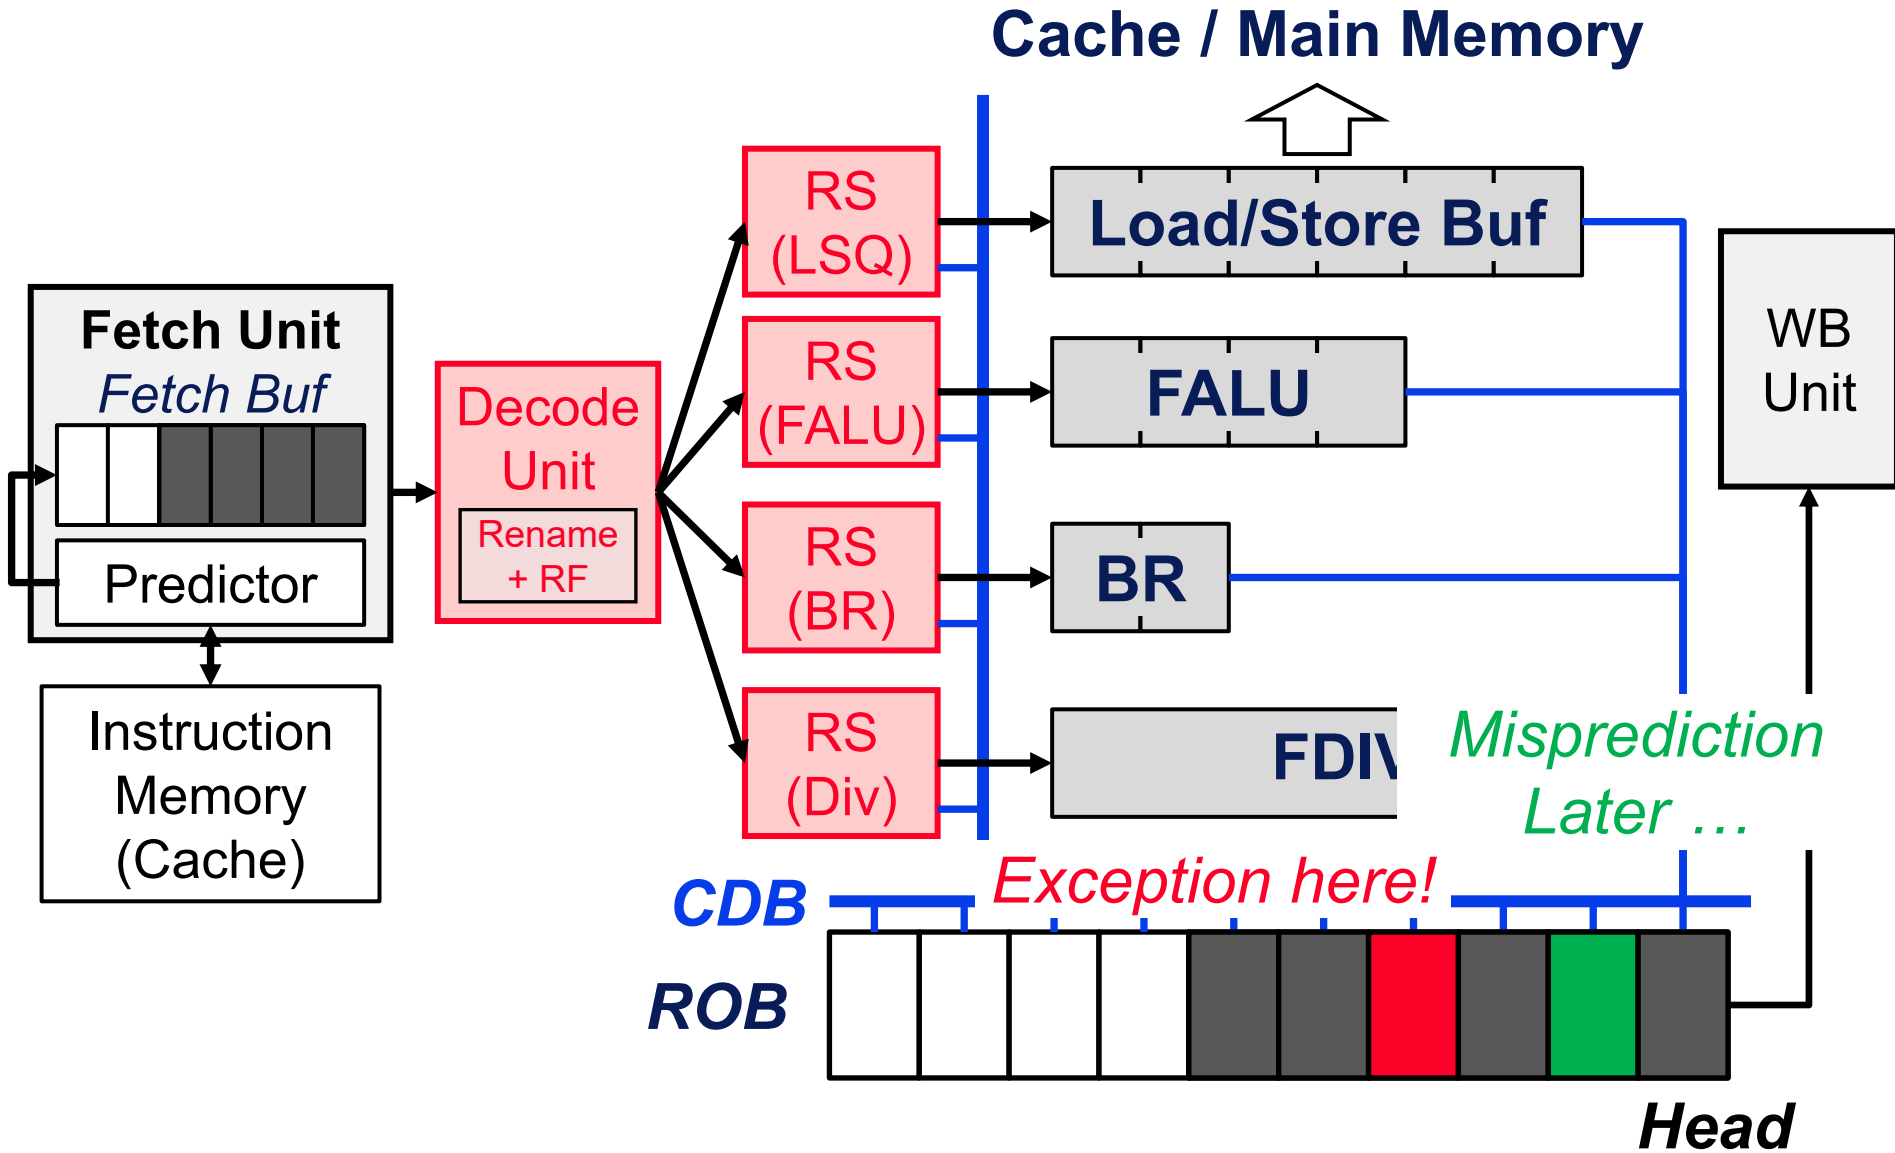 Cache / Main Memory
RS
(LSQ)
Load/Store Buf
Fetch Unit
Fetch Buf
Predictor
Instruction
Memory
(Cache)
Decode
Unit
Rename
+ RF
RS
(FALU)
FALU
RS
(BR)
BR
RS
(Div)
FDIV
WB
Unit
Misprediction
Later …
Exception here!
CDB
ROB
Head